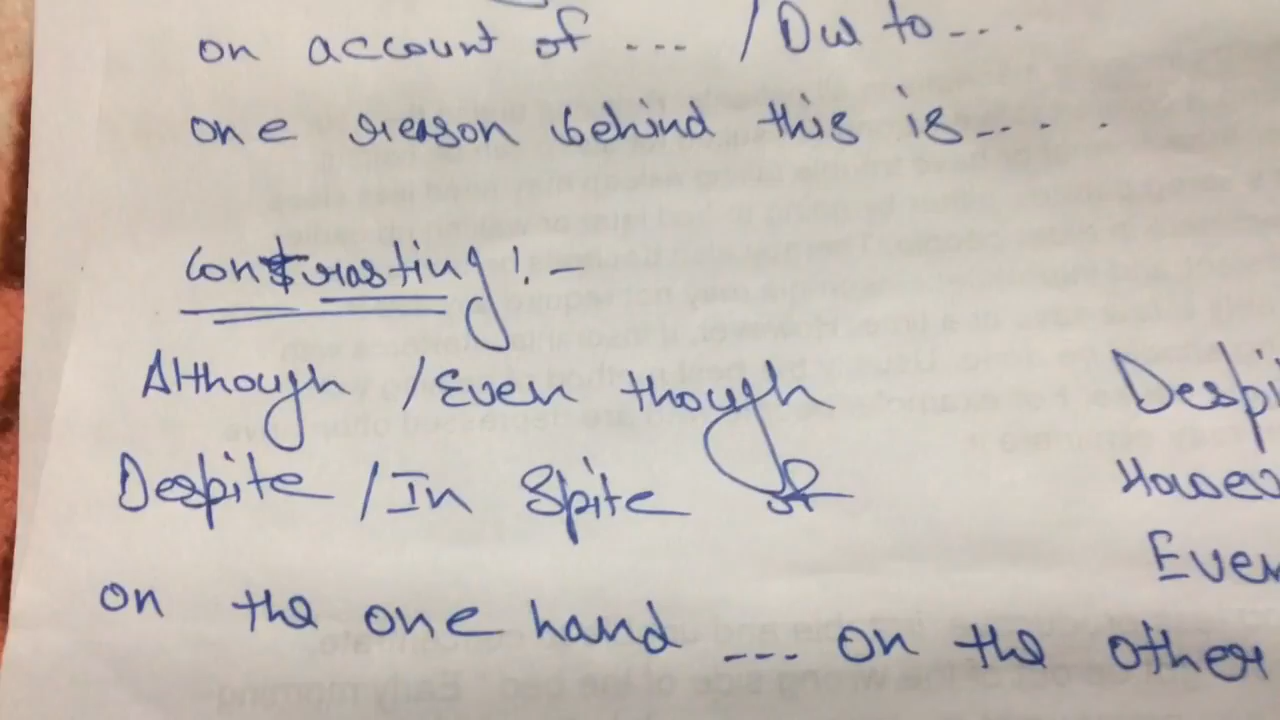 on account of --- / Due to ---
one reason behind this is ----
Contrasting :-
Although / Even though
Despite / In Spite of
on the one hand --- on the other